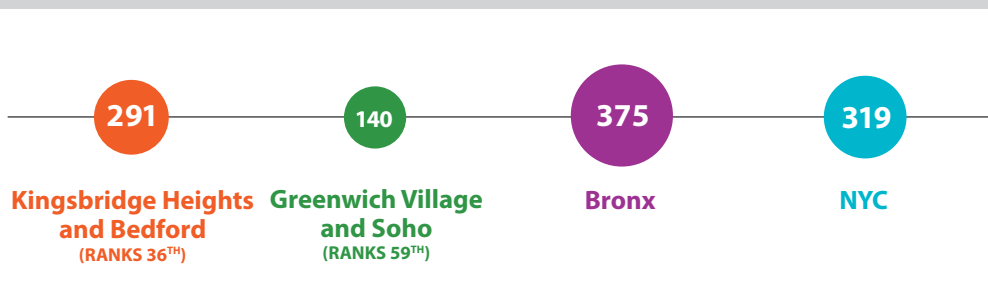 291
140
375
319
Kingsbridge Heights
and Bedford
(RANKS 36TH)
Greenwich Village
and Soho
(RANKS 59TH)
Bronx
NYC